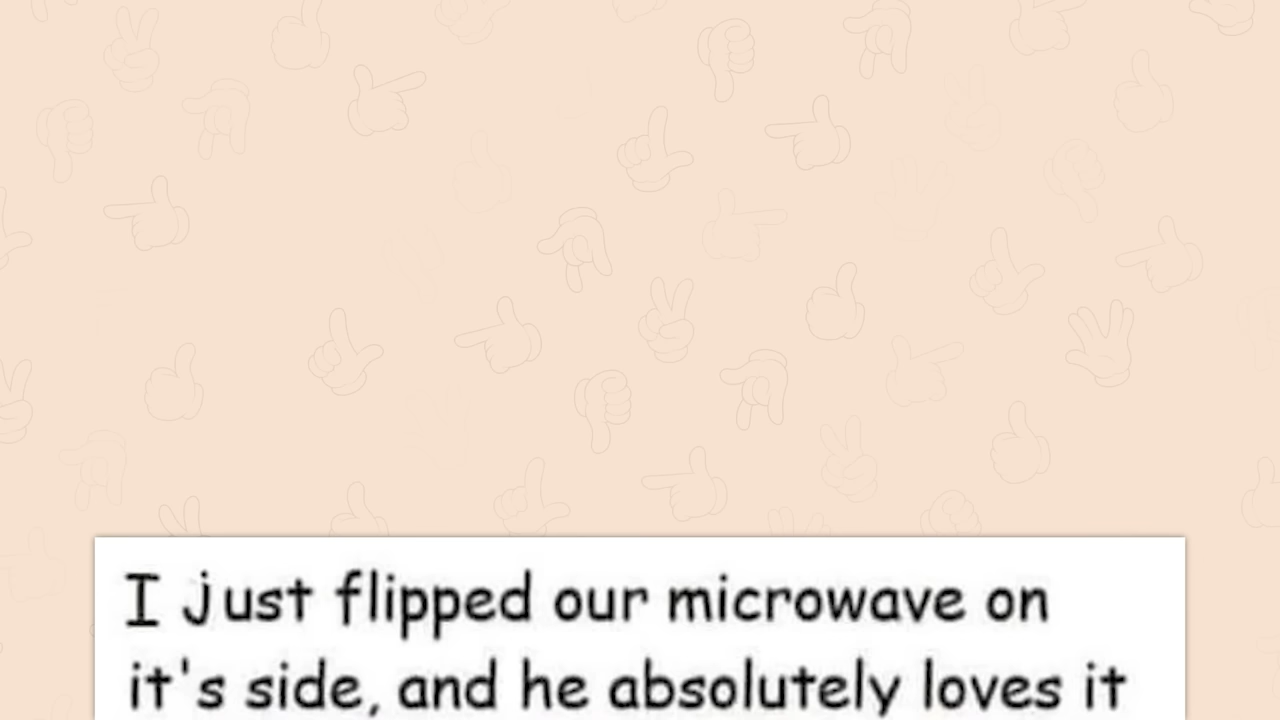 I just flipped our microwave on
it's side, and he absolutely loves it